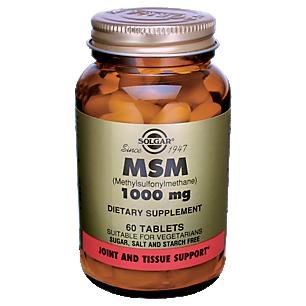 SOLGAR®
Since 1947
MSM
(Methylsulfonylmethane)
1000 mg
DIETARY SUPPLEMENT
60 TABLETS
SUITABLE FOR VEGETARIANS
SUGAR, SALT AND STARCH FREE
JOINT AND TISSUE SUPPORT*